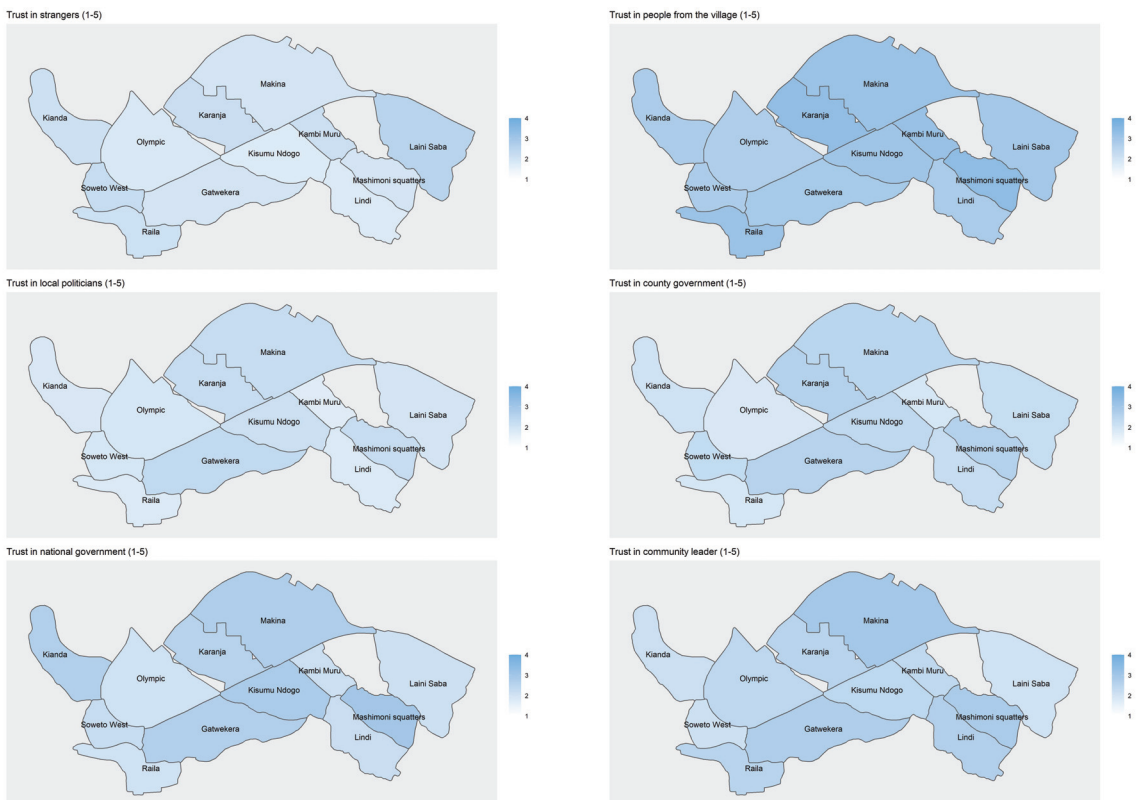 Trust in strangers (1-5)
Makina
Kianda
Karanja
Olympic
Kambi Muru
Kisumu Ndogo
Laini Saba
Soweto West
Mashimoni squatters
Gatwekera
Lindi
Raila
4
3
2
1
Trust in people from the village (1-5)
Makina
Kianda
Karanja
Olympic
Kambi Muru
Kisumu Ndogo
Laini Saba
Soweto West
Mashimoni squatters
Gatwekera
Lindi
Raila
4
3
2
1
Trust in local politicians (1-5)
Makina
Kianda
Karanja
Olympic
Kambi Muru
Kisumu Ndogo
Laini Saba
Soweto West
Mashimoni squatters
Gatwekera
Lindi
Raila
4
3
2
1
Trust in county government (1-5)
Makina
Kianda
Karanja
Olympic
Kambi Muru
Kisumu Ndogo
Laini Saba
Soweto West
Mashimoni squatters
Gatwekera
Lindi
Raila
4
3
2
1
Trust in national government (1-5)
Makina
Kianda
Karanja
Olympic
Kambi Muru
Kisumu Ndogo
Laini Saba
Soweto West
Mashimoni squatters
Gatwekera
Lindi
Raila
4
3
2
1
Trust in community leader (1-5)
Makina
Kianda
Karanja
Olympic
Kambi Muru
Kisumu Ndogo
Laini Saba
Soweto West
Mashimoni squatters
Gatwekera
Lindi
Raila
4
3
2
1